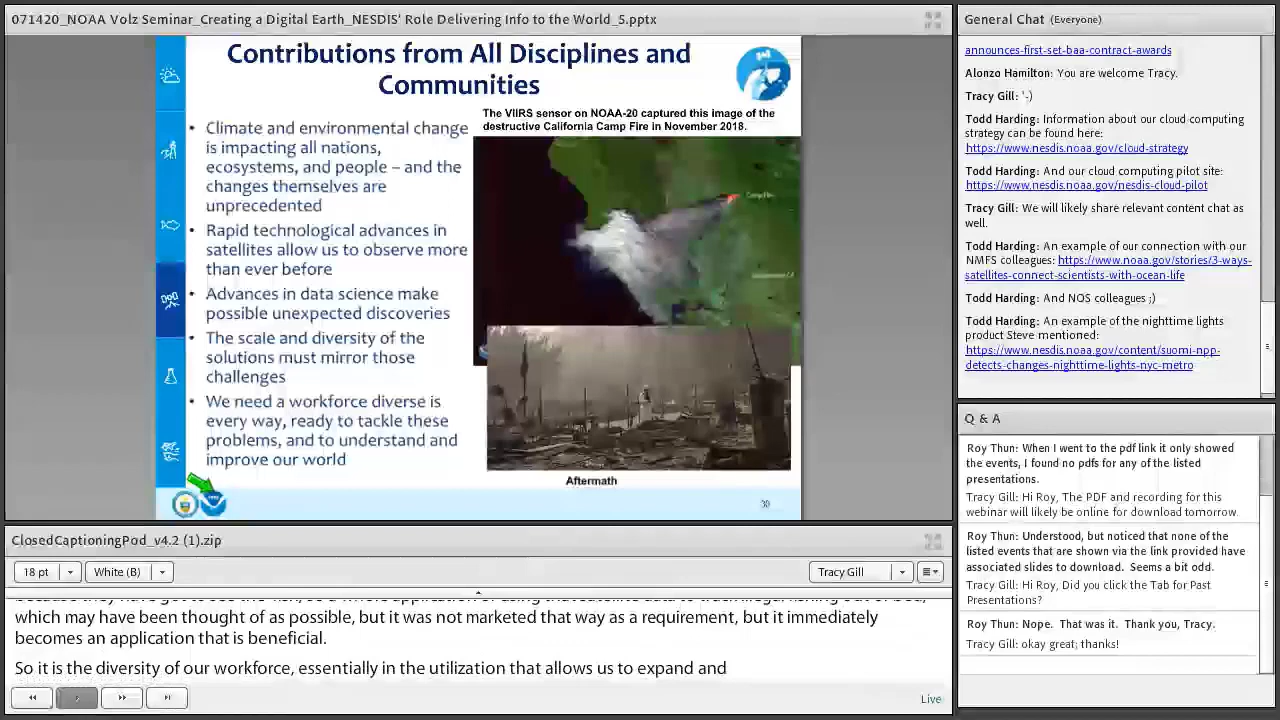 071420_NOAA Volz Seminar_Creating a Digital Earth_NESDIS' Role Delivering Info to the World_5.pptx
Contributions from All Disciplines and
Communities
The VIIRS sensor on NOAA-20 captured this image of the
destructive California Camp Fire in November 2018.
• Climate and environmental change
is impacting all nations,
ecosystems, and people – and the
changes themselves are
unprecedented
• Rapid technological advances in
satellites allow us to observe more
than ever before
• Advances in data science make
possible unexpected discoveries
• The scale and diversity of the
solutions must mirror those
challenges
• We need a workforce diverse is
every way, ready to tackle these
problems, and to understand and
improve our world
Aftermath
30
ClosedCaptioningPod_v4.2 (1).zip
18 pt
White (B)
Tracy Gill
which may have been thought of as possible, but it was not marketed that way as a requirement, but it immediately
becomes an application that is beneficial.
So it is the diversity of our workforce, essentially in the utilization that allows us to expand and
Live
General Chat (Everyone)
announces-first-set-baa-contract-awards
Alonzo Hamilton: You are welcome Tracy.
Tracy Gill: '-)
Todd Harding: Information about our cloud computing
strategy can be found here:
https://www.nesdis.noaa.gov/cloud-strategy
Todd Harding: And our cloud computing pilot site:
https://www.nesdis.noaa.gov/nesdis-cloud-pilot
Tracy Gill: We will likely share relevant content chat as
well.
Todd Harding: An example of our connection with our
NMFS colleagues: https://www.noaa.gov/stories/3-ways-
satellites-connect-scientists-with-ocean-life
Todd Harding: And NOS colleagues ;)
Todd Harding: An example of the nighttime lights
product Steve mentioned:
https://www.nesdis.noaa.gov/content/suomi-npp-
detects-changes-nighttime-lights-nyc-metro
Q & A
Roy Thun: When I went to the pdf link it only showed
the events, I found no pdfs for any of the listed
presentations.
Tracy Gill: Hi Roy, The PDF and recording for this
webinar will likely be online for download tomorrow.
Roy Thun: Understood, but noticed that none of the
listed events that are shown via the link provided have
associated slides to download. Seems a bit odd.
Tracy Gill: Hi Roy, Did you click the Tab for Past
Presentations?
Roy Thun: Nope. That was it. Thank you, Tracy.
Tracy Gill: okay great; thanks!